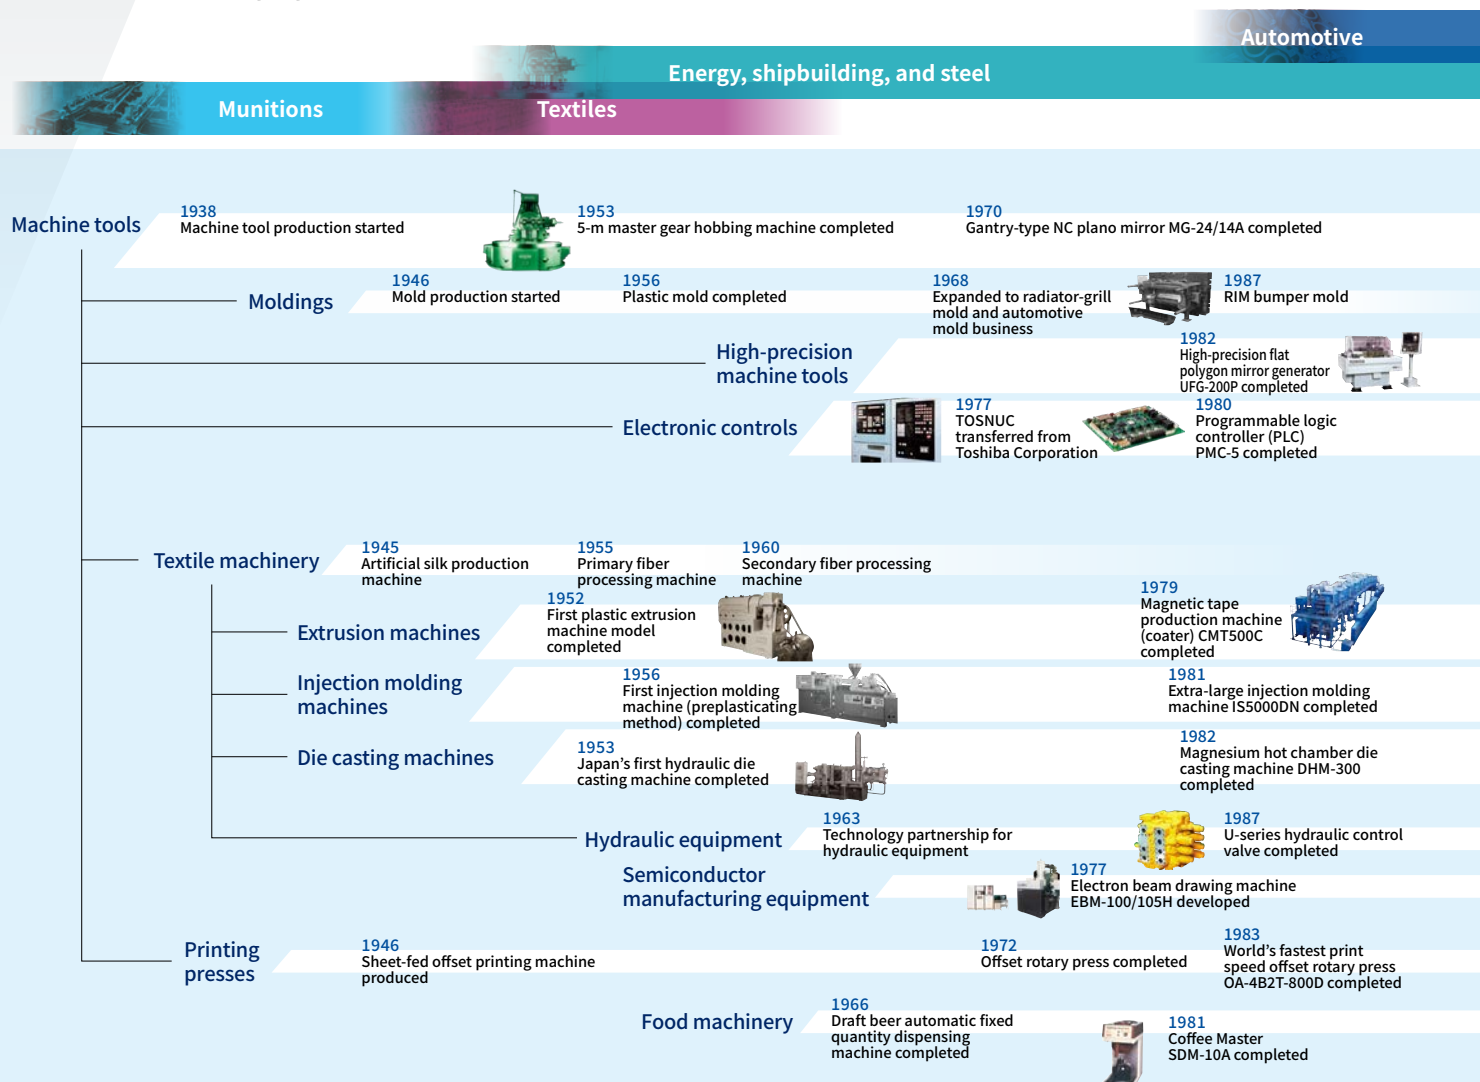 Automotive
Energy, shipbuilding, and steel
Munitions
Textiles
Machine tools
1938
Machine tool production started
1953
5-m master gear hobbing machine completed
1970
Gantry-type NC plano mirror MG-24/14A completed
Moldings
1946
Mold production started
1956
Plastic mold completed
1968
Expanded to radiator-grill
mold and automotive
mold business
1987
RIM bumper mold
High-precision
machine tools
1982
High-precision flat
polygon mirror generator
UFG-200P completed
Electronic controls
1977
TOSNUC
transferred from
Toshiba Corporation
1980
Programmable logic
controller (PLC)
PMC-5 completed
Textile machinery
1945
Artificial silk production
machine
1955
Primary fiber
processing machine
1960
Secondary fiber processing
machine
Extrusion machines
1952
First plastic extrusion
machine model
completed
1979
Magnetic tape
production machine
(coater) CMT500C
completed
Injection molding
machines
1956
First injection molding
machine (preplasticating
method) completed
1981
Extra-large injection molding
machine IS5000DN completed
Die casting machines
1953
Japan's first hydraulic die
casting machine completed
1982
Magnesium hot chamber die
casting machine DHM-300
completed
Hydraulic equipment
1963
Technology partnership for
hydraulic equipment
1987
U-series hydraulic control
valve completed
Semiconductor
manufacturing equipment
1977
Electron beam drawing machine
EBM-100/105H developed
Printing
presses
1946
Sheet-fed offset printing machine
produced
1972
Offset rotary press completed
1983
World's fastest print
speed offset rotary press
OA-4B2T-800D completed
Food machinery
1966
Draft beer automatic fixed
quantity dispensing
machine completed
1981
Coffee Master
SDM-10A completed